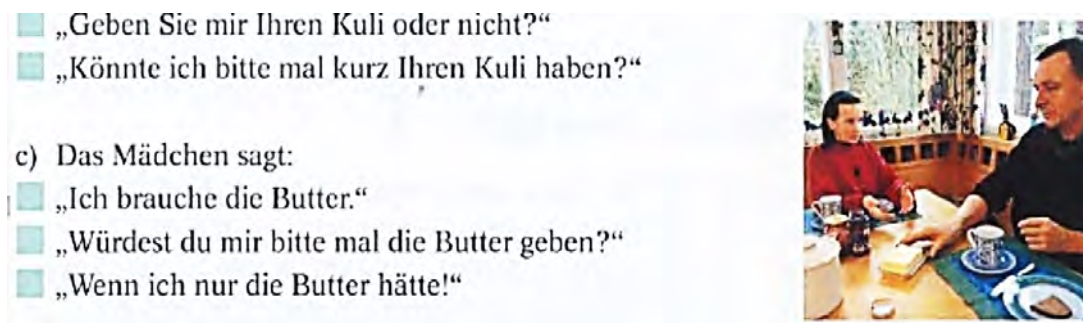 „Geben Sie mir Ihren Kuli oder nicht?“
„Könnte ich bitte mal kurz Ihren Kuli haben?“
c) Das Mädchen sagt:
„Ich brauche die Butter.“
„Würdest du mir bitte mal die Butter geben?“
„Wenn ich nur die Butter hätte!“